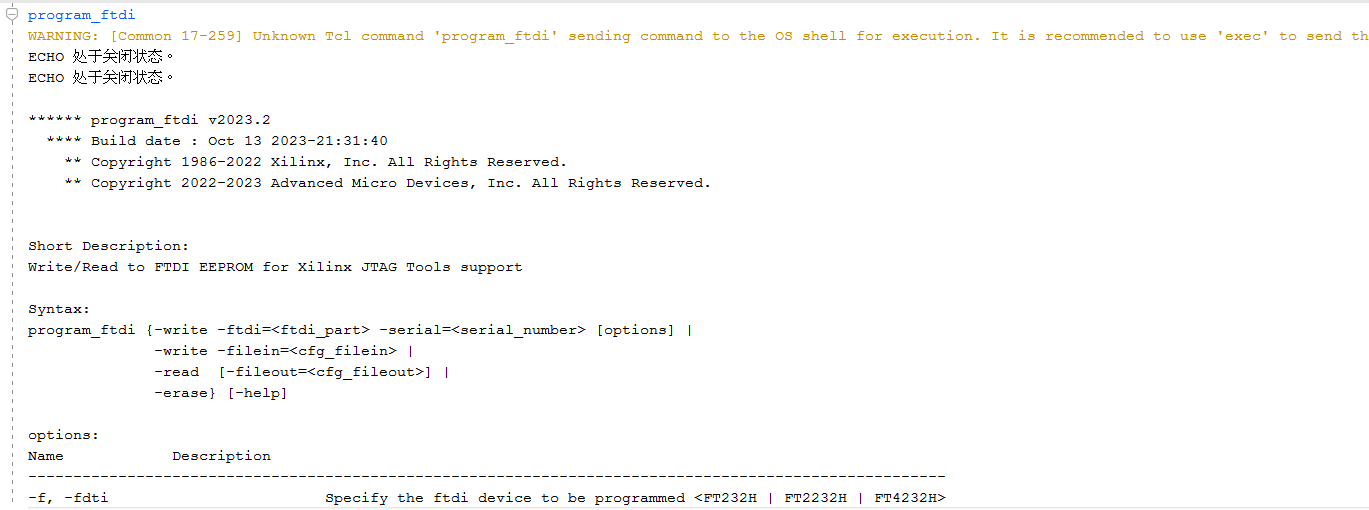 program_ftdi
WARNING: [Common 17-259] Unknown Tcl command 'program_ftdi' sending command to the OS shell for execution. It is recommended to use 'exec' to send th
ECHO 处于关闭状态。
ECHO 处于关闭状态。
****** program_ftdi v2023.2
**** Build date : Oct 13 2023-21:31:40
** Copyright 1986-2022 Xilinx, Inc. All Rights Reserved.
** Copyright 2022-2023 Advanced Micro Devices, Inc. All Rights Reserved.
Short Description:
Write/Read to FTDI EEPROM for Xilinx JTAG Tools support
Syntax:
program_ftdi {-write -ftdi=<ftdi_part> -serial=<serial_number> [options] |
-write -filein=<cfg_filein> |
-read  [-fileout=<cfg_fileout>] |
-erase} [-help]
options:
Name            Description
------------------------------------------------------------------------------------------------------
-f, -fdti                        Specify the ftdi device to be programmed <FT232H | FT2232H | FT4232H>